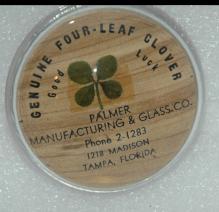 GENUINE FOUR-LEAF CLOVER
Good Luck
PALMER
MANUFACTURING & GLASS.CO.
Phone 2-1283
1218 MADISON
TAMPA, FLORIDA